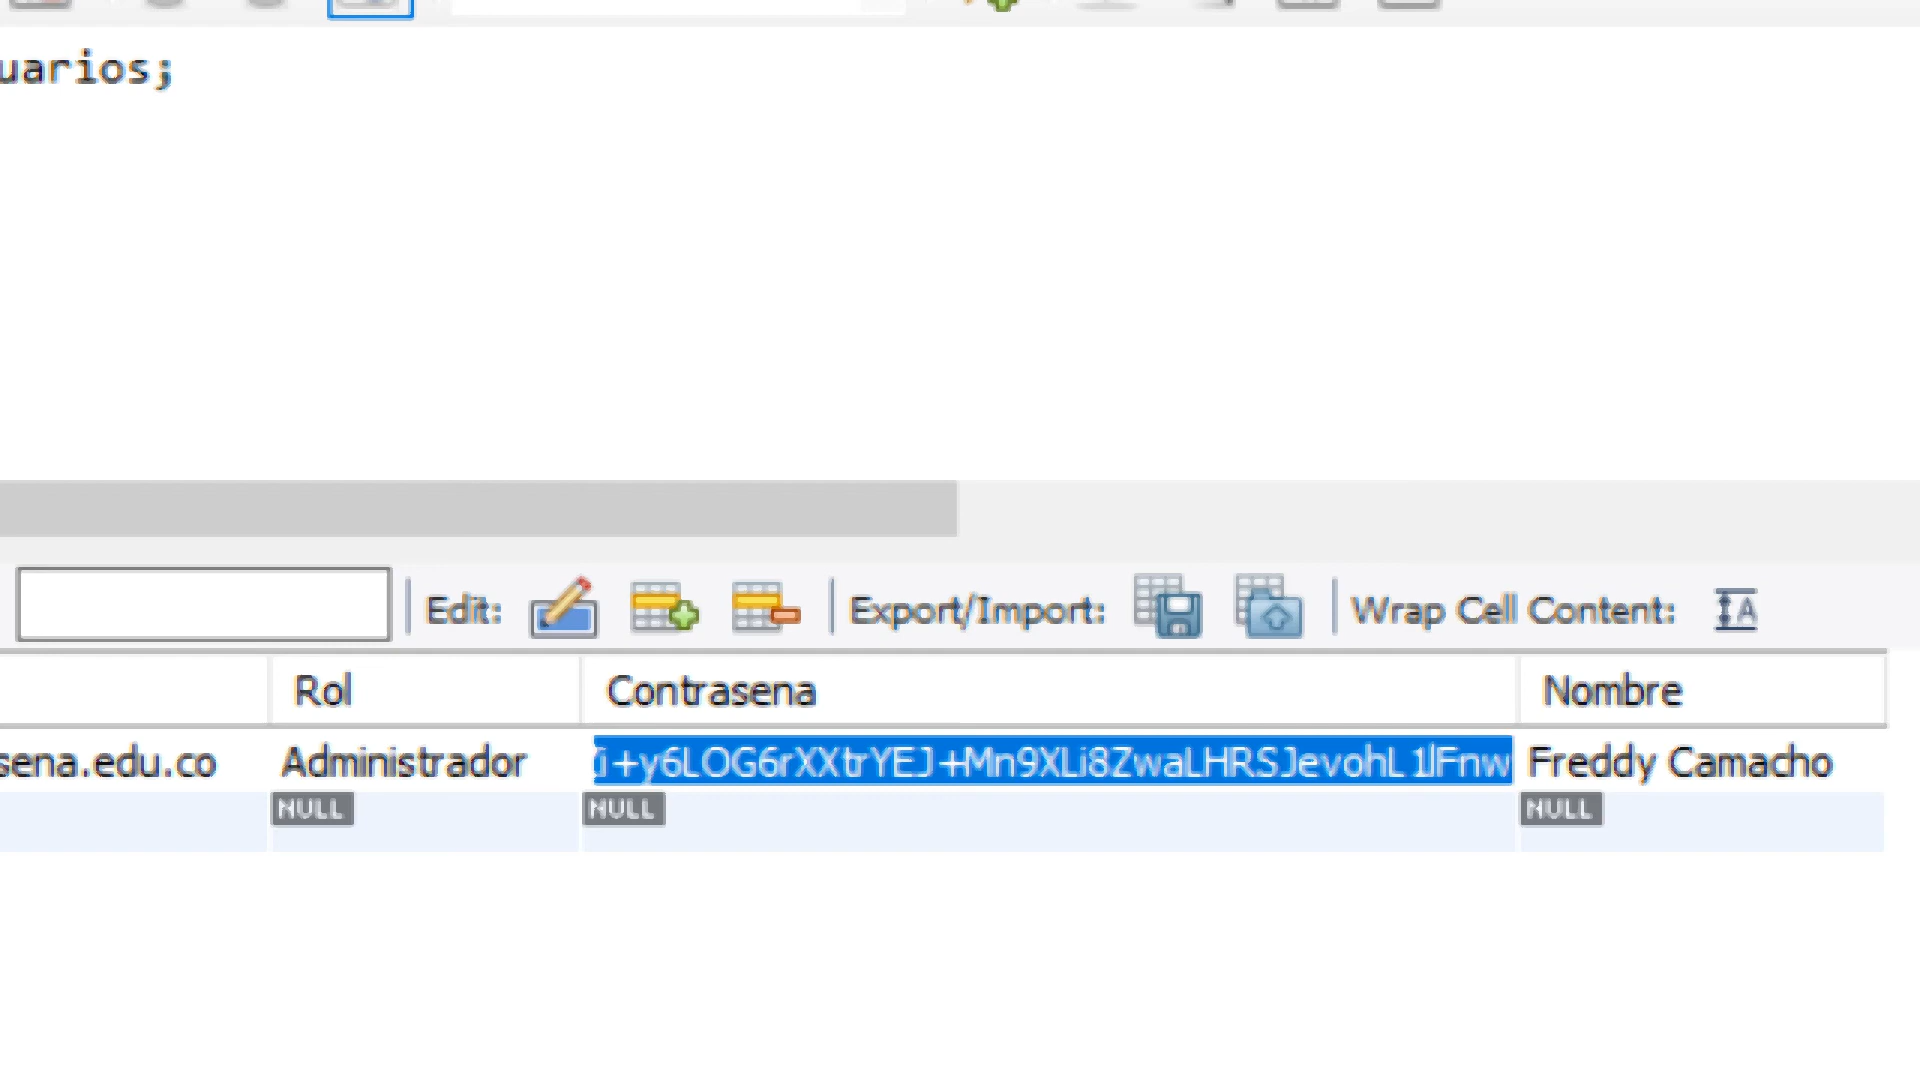 uarios;
Edit: Export/Import: Wrap Cell Content:
Rol Contrasena Nombre
sena.edu.co Administrador i+y6LOG6rXXtrYEJ+Mn9XLi8ZwaLHRSJevohL1lFnw Freddy Camacho
NULL NULL NULL